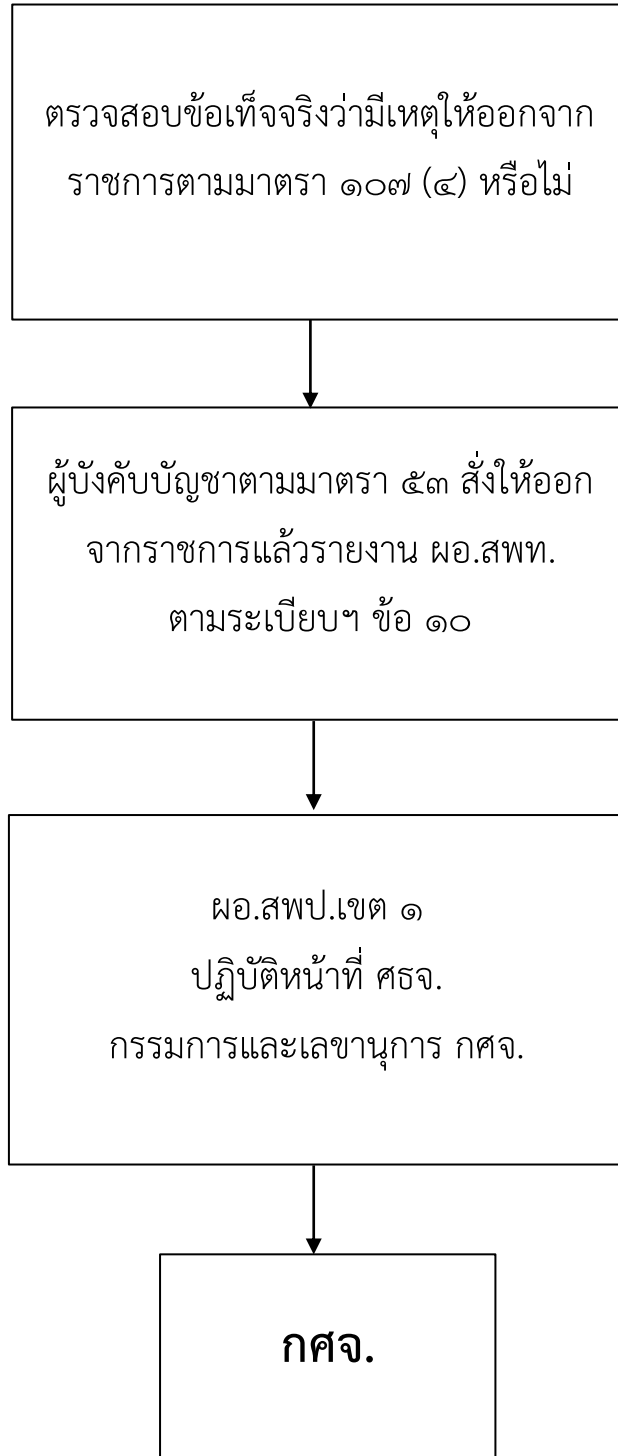 ตรวจสอบข้อเท็จจริงว่ามีเหตุให้ออกจาก
ราชการตามมาตรา ๑๐๗ (๔) หรือไม่
ผู้บังคับบัญชาตามมาตรา ๕๓ สั่งให้ออก
จากราชการแล้วรายงาน ผอ.สพท.
ตามระเบียบฯ ข้อ ๑๐
ผอ.สพป.เขต ๑
ปฏิบัติหน้าที่ ศธจ.
กรรมการและเลขานุการ กศจ.
กศจ.